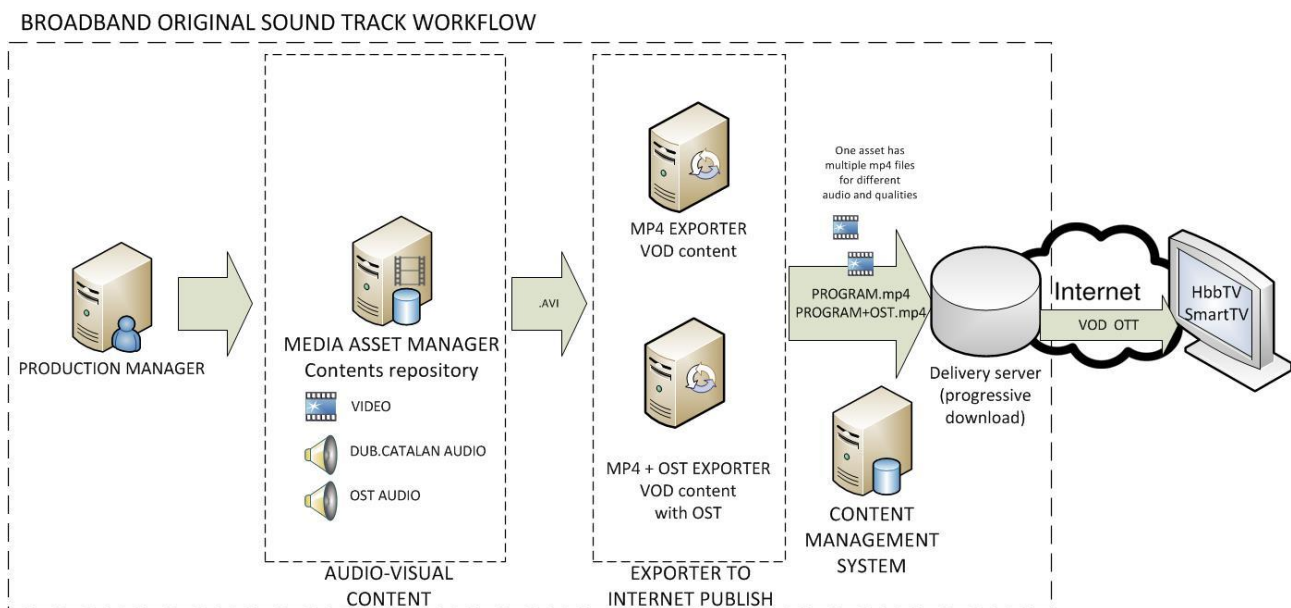 BROADBAND ORIGINAL SOUND TRACK WORKFLOW
PRODUCTION MANAGER
MEDIA ASSET MANAGER
Contents repository
VIDEO
DUB.CATALAN AUDIO
OST AUDIO
AUDIO-VISUAL
CONTENT
.AVI
MP4 EXPORTER
VOD content
MP4 + OST EXPORTER
VOD content
with OST
EXPORTER TO
INTERNET PUBLISH
One asset has
multiple mp4 files
for different
audio and qualities
PROGRAM.mp4
PROGRAM+OST.mp4
CONTENT
MANAGEMENT
SYSTEM
Delivery server
(progressive
download)
Internet
VOD OTT
HbbTV
SmartTV